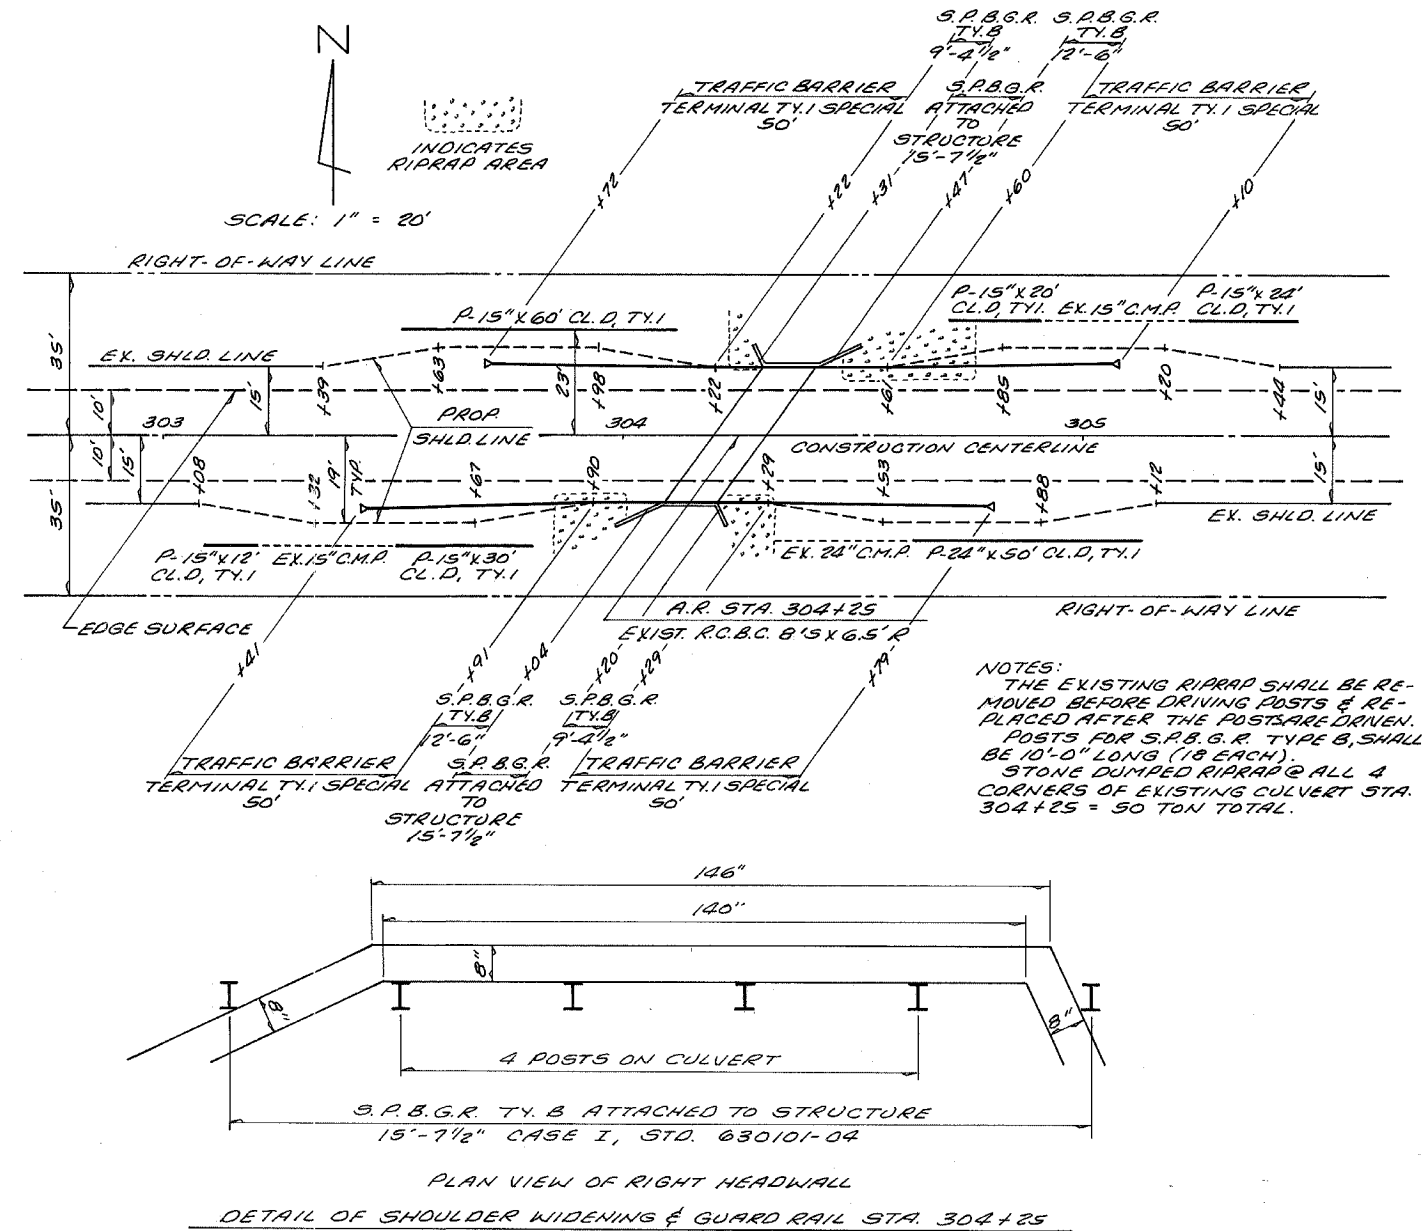 S.P.B.G.R. S.P.B.G.R.
TY.B TY.B
9'-4 1/2" 12'-6"
N
TRAFFIC BARRIER S.P.B.G.R. TRAFFIC BARRIER
TERMINAL TY.1 SPECIAL ATTACHED TERMINAL TY.1 SPECIAL
50' TO 50'
STRUCTURE
15'-7 1/2"
INDICATES
RIPRAP AREA
+72 +22 +31 +47 +60 +10
SCALE: 1" = 20'
RIGHT-OF-WAY LINE
P-15"X60' CL.D, TY.1
P-15"X20'
CL.D, TY.1.
EX.15"C.M.P.
P-15"X24'
CL.D, TY.1
EX. SHLD. LINE
35' 15' +39 +63 23' +98 +22 +61 +85 +20 +44 15'
10'
303 PROP. 304 305
SHLD. LINE
CONSTRUCTION CENTERLINE
10' 15' +08 +32 19' TYP. +67 +90 +29 +53 +88 +12 15'
35'
EX. SHLD. LINE
P-15"X12'
CL.D, TY.1
EX.15"C.M.P.
P-15"X30'
CL.D, TY.1
EX. 24"C.M.P. P-24"X50' CL.D, TY.1
A.R. STA. 304+25
EXIST. R.C.B.C. 8'S X 6.5' R
RIGHT-OF-WAY LINE
EDGE SURFACE
+41 +91 +04 +20 +29 +79
S.P.B.G.R. S.P.B.G.R.
TY.B TY.B
12'-6" 9'-4 1/2"
TRAFFIC BARRIER S.P.B.G.R. TRAFFIC BARRIER
TERMINAL TY.1 SPECIAL ATTACHED TERMINAL TY.1 SPECIAL
50' TO 50'
STRUCTURE
15'-7 1/2"
NOTES:
THE EXISTING RIPRAP SHALL BE RE-
MOVED BEFORE DRIVING POSTS & RE-
PLACED AFTER THE POSTS ARE DRIVEN.
POSTS FOR S.P.B.G.R. TYPE B, SHALL
BE 10'-0" LONG (18 EACH).
STONE DUMPED RIPRAP @ ALL 4
CORNERS OF EXISTING CULVERT STA.
304+25 = 50 TON TOTAL.
146"
140"
8"
8" 8"
4 POSTS ON CULVERT
S.P.B.G.R. TY. B ATTACHED TO STRUCTURE
15'-7 1/2" CASE I, STD. 630101-04
PLAN VIEW OF RIGHT HEADWALL
DETAIL OF SHOULDER WIDENING & GUARD RAIL STA. 304+25